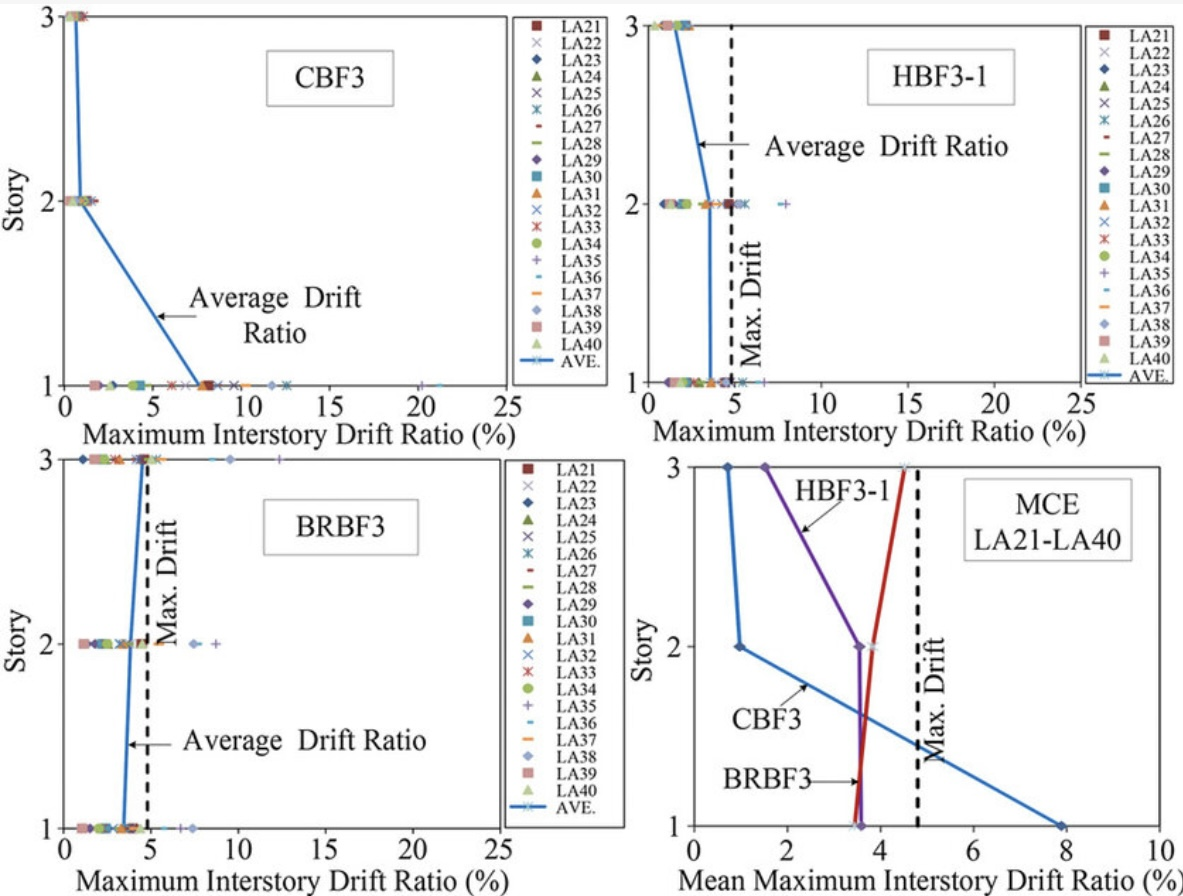 3
2
1
Story
0
5
10
15
20
25
Maximum Interstory Drift Ratio (%)
CBF3
Average Drift
Ratio
LA21
LA22
LA23
LA24
LA25
LA26
LA27
LA28
LA29
LA30
LA31
LA32
LA33
LA34
LA35
LA36
LA37
LA38
LA39
LA40
AVE.
3
2
1
0
5
10
15
20
25
Maximum Interstory Drift Ratio (%)
HBF3-1
Average Drift Ratio
Max. Drift
LA21
LA22
LA23
LA24
LA25
LA26
LA27
LA28
LA29
LA30
LA31
LA32
LA33
LA34
LA35
LA36
LA37
LA38
LA39
LA40
AVE.
3
2
1
Story
0
5
10
15
20
25
Maximum Interstory Drift Ratio (%)
BRBF3
Max. Drift
Average Drift Ratio
LA21
LA22
LA23
LA24
LA25
LA26
LA27
LA28
LA29
LA30
LA31
LA32
LA33
LA34
LA35
LA36
LA37
LA38
LA39
LA40
AVE.
3
2
1
Story
0
2
4
6
8
10
Mean Maximum Interstory Drift Ratio (%)
HBF3-1
MCE
LA21-LA40
CBF3
BRBF3
Max. Drift